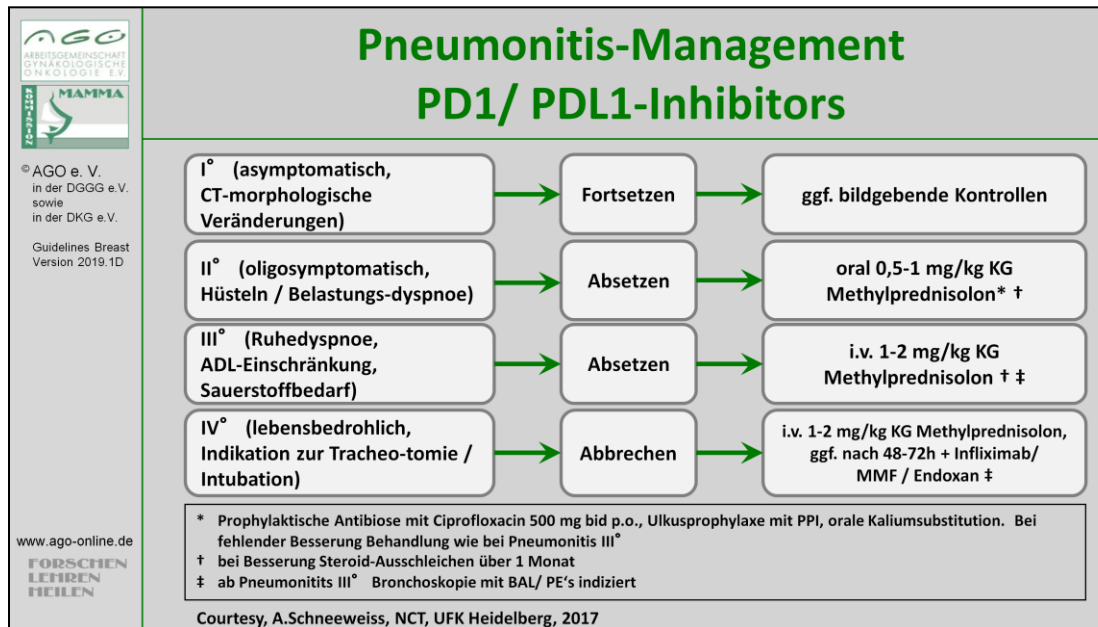 AGO
ARBEITSGEMEINSCHAFT
GYNÄKOLOGISCHE
ONKOLOGIE E.V.
KOMMISSION
MAMMA
© AGO e. V.
in der DGGG e.V.
sowie
in der DKG e.V.
Guidelines Breast
Version 2019.1D
www.ago-online.de
FORSCHEN
LEHREN
HEILEN
Pneumonitis-Management
PD1/ PDL1-Inhibitors
I° (asymptomatisch,
CT-morphologische
Veränderungen)
Fortsetzen
ggf. bildgebende Kontrollen
II° (oligosymptomatisch,
Hüsteln / Belastungs-dyspnoe)
Absetzen
oral 0,5-1 mg/kg KG
Methylprednisolon* †
III° (Ruhedyspnoe,
ADL-Einschränkung,
Sauerstoffbedarf)
Absetzen
i.v. 1-2 mg/kg KG
Methylprednisolon † ‡
IV° (lebensbedrohlich,
Indikation zur Tracheo-tomie /
Intubation)
Abbrechen
i.v. 1-2 mg/kg KG Methylprednisolon,
ggf. nach 48-72h + Infliximab/
MMF / Endoxan ‡
* Prophylaktische Antibiose mit Ciprofloxacin 500 mg bid p.o., Ulkusprophylaxe mit PPI, orale Kaliumsubstitution. Bei
fehlender Besserung Behandlung wie bei Pneumonitis III°
† bei Besserung Steroid-Ausschleichen über 1 Monat
‡ ab Pneumonitits III° Bronchoskopie mit BAL/ PE‘s indiziert
Courtesy, A.Schneeweiss, NCT, UFK Heidelberg, 2017